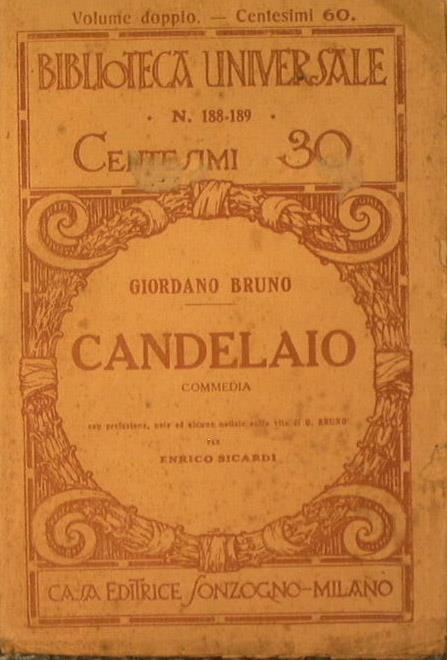 Volume doppio. — Centesimi 60.
BIBLIOTECA UNIVERSALE
• N. 188-189 •
CENTESIMI 30
GIORDANO BRUNO
CANDELAIO
COMMEDIA
con prefazione, note ed alcune notizie sulla vita di G. BRUNO
PER
ENRICO SICARDI
CASA EDITRICE SONZOGNO-MILANO